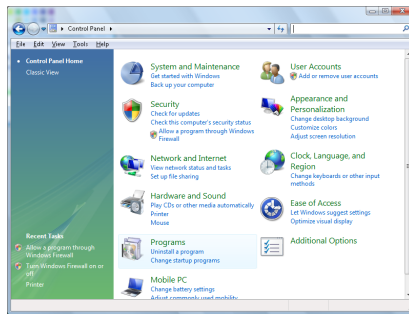 Control Panel
File Edit View Tools Help
Control Panel Home
Classic View
Recent Tasks
Allow a program through
Windows Firewall
Turn Windows Firewall on or
off
Printer
System and Maintenance
Get started with Windows
Back up your computer
Security
Check for updates
Check this computer's security status
Allow a program through Windows
Firewall
Network and Internet
View network status and tasks
Set up file sharing
Hardware and Sound
Play CDs or other media automatically
Printer
Mouse
Programs
Uninstall a program
Change startup programs
Mobile PC
Change battery settings
Adjust commonly used mobility
User Accounts
Add or remove user accounts
Appearance and
Personalization
Change desktop background
Customize colors
Adjust screen resolution
Clock, Language, and
Region
Change keyboards or other input
methods
Ease of Access
Let Windows suggest settings
Optimize visual display
Additional Options